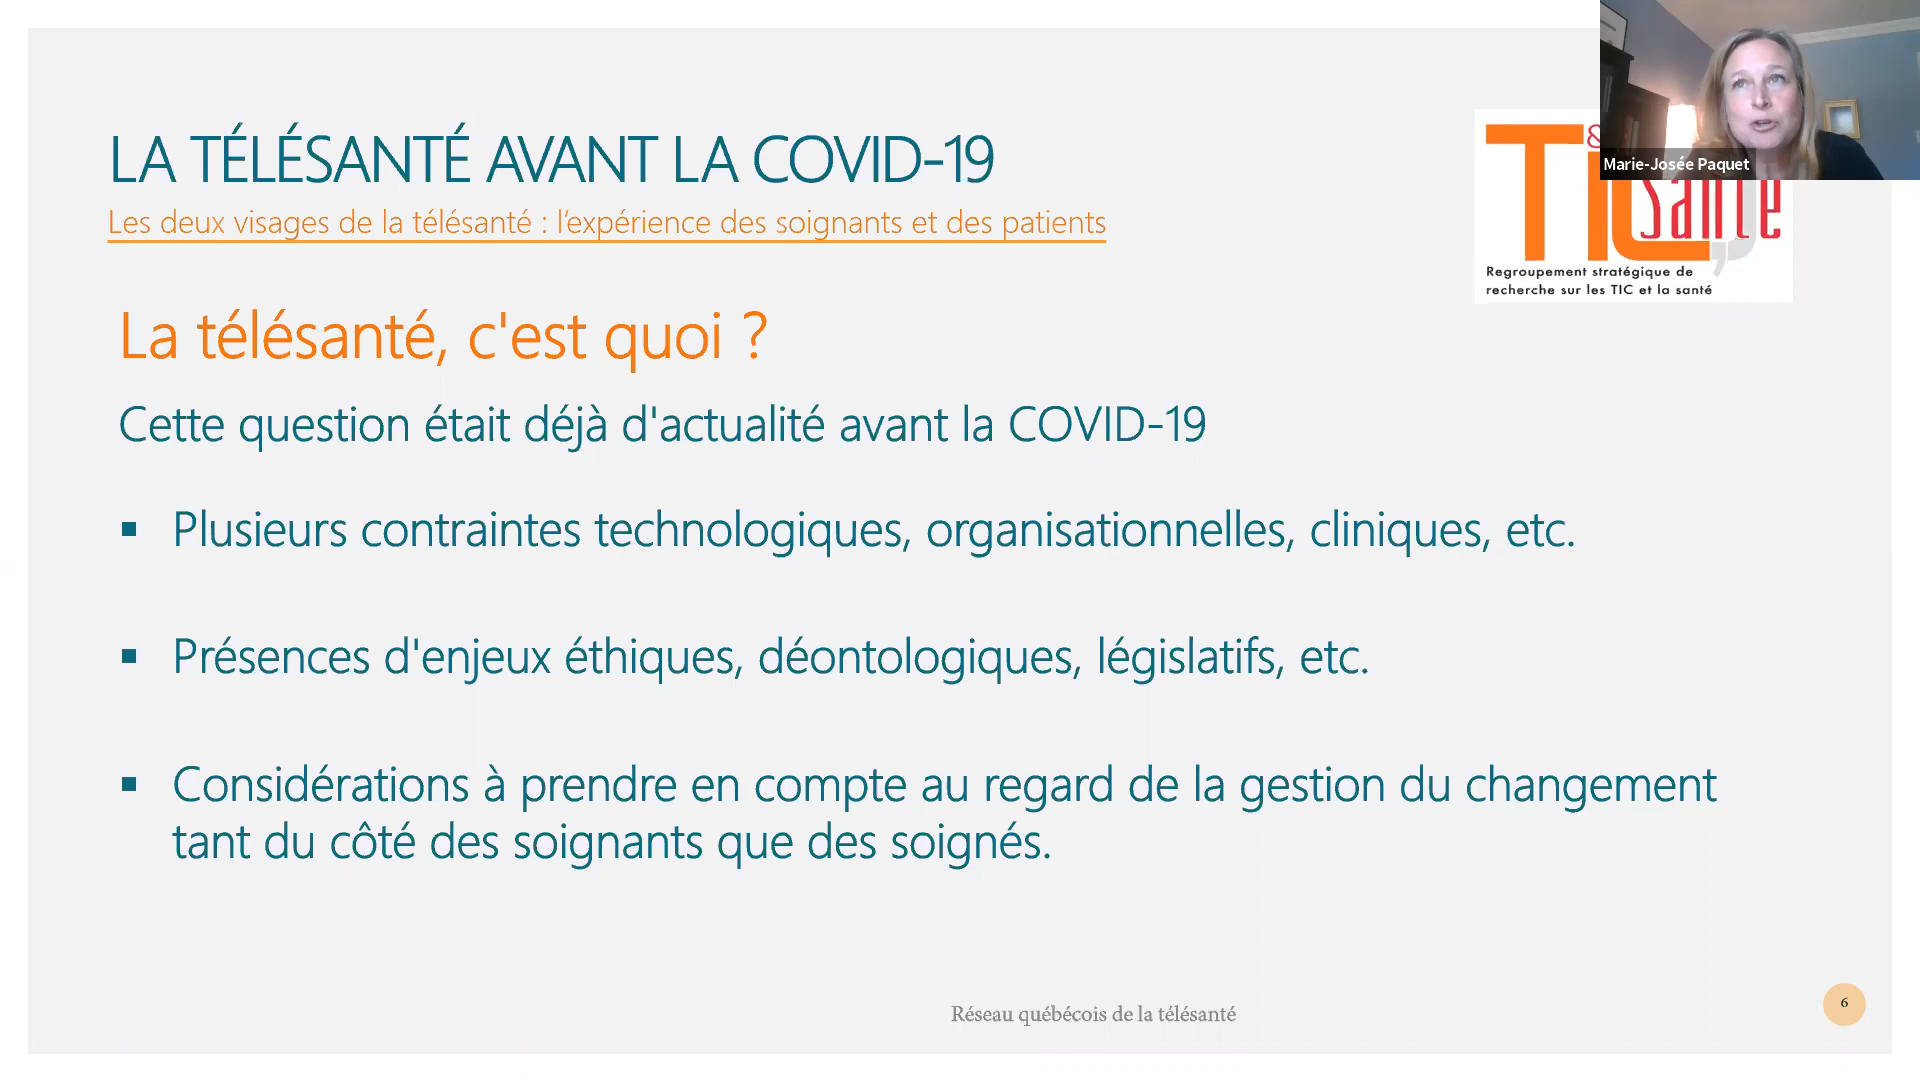 LA TÉLÉSANTÉ AVANT LA COVID-19
Les deux visages de la télésanté : l'expérience des soignants et des patients
Marie-Josée Paquet
TIC
&
santé
Regroupement stratégique de
recherche sur les TIC et la santé
La télésanté, c'est quoi ?
Cette question était déjà d'actualité avant la COVID-19
▪ Plusieurs contraintes technologiques, organisationnelles, cliniques, etc.
▪ Présences d'enjeux éthiques, déontologiques, législatifs, etc.
▪ Considérations à prendre en compte au regard de la gestion du changement
tant du côté des soignants que des soignés.
Réseau québécois de la télésanté
6